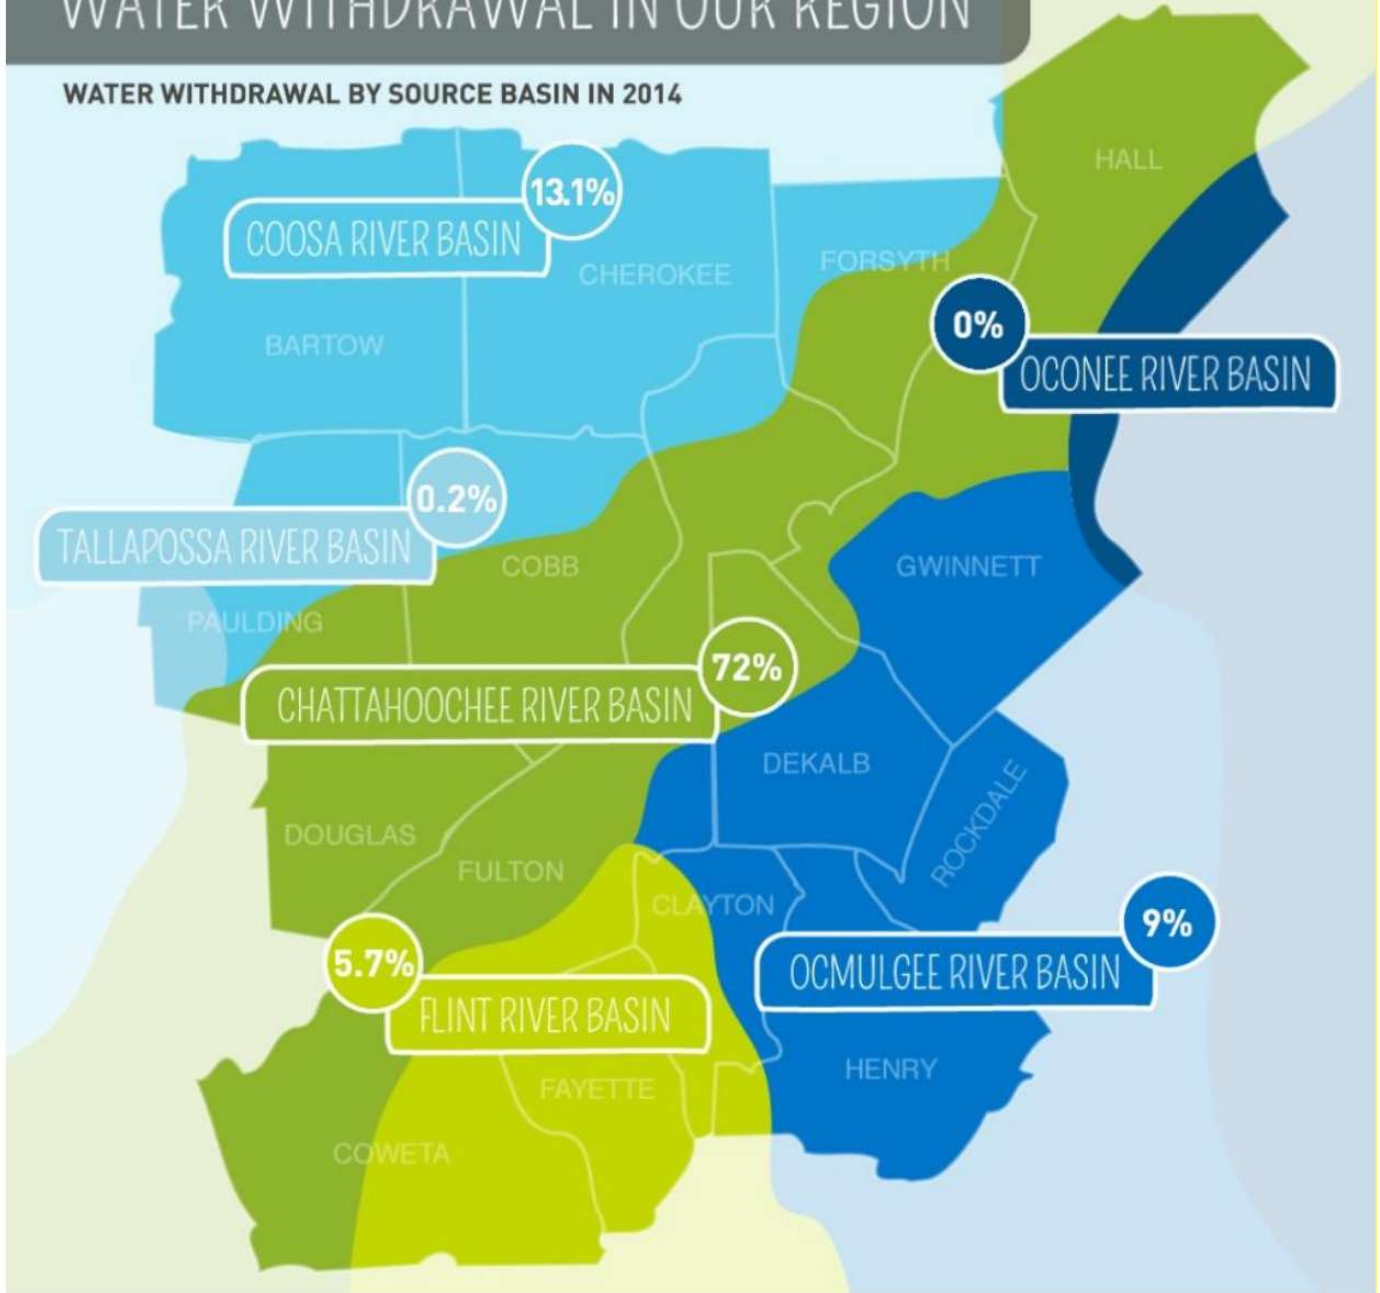 WATER WITHDRAWAL IN OUR REGION
WATER WITHDRAWAL BY SOURCE BASIN IN 2014
HALL
13.1%
COOSA RIVER BASIN
CHEROKEE
FORSYTH
BARTOW
0%
OCONEE RIVER BASIN
0.2%
TALLAPOSSA RIVER BASIN
COBB
GWINNETT
PAULDING
72%
CHATTAHOOCHEE RIVER BASIN
DEKALB
ROCKDALE
DOUGLAS
FULTON
CLAYTON
9%
OCMULGEE RIVER BASIN
5.7%
FLINT RIVER BASIN
HENRY
FAYETTE
COWETA